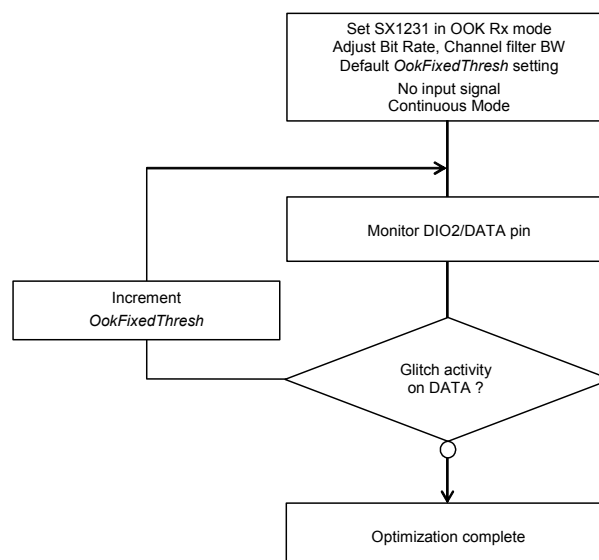 Set SX1231 in OOK Rx mode
Adjust Bit Rate, Channel filter BW
Default OokFixedThresh setting
No input signal
Continuous Mode
Monitor DIO2/DATA pin
Increment
OokFixedThresh
Glitch activity
on DATA ?
Optimization complete